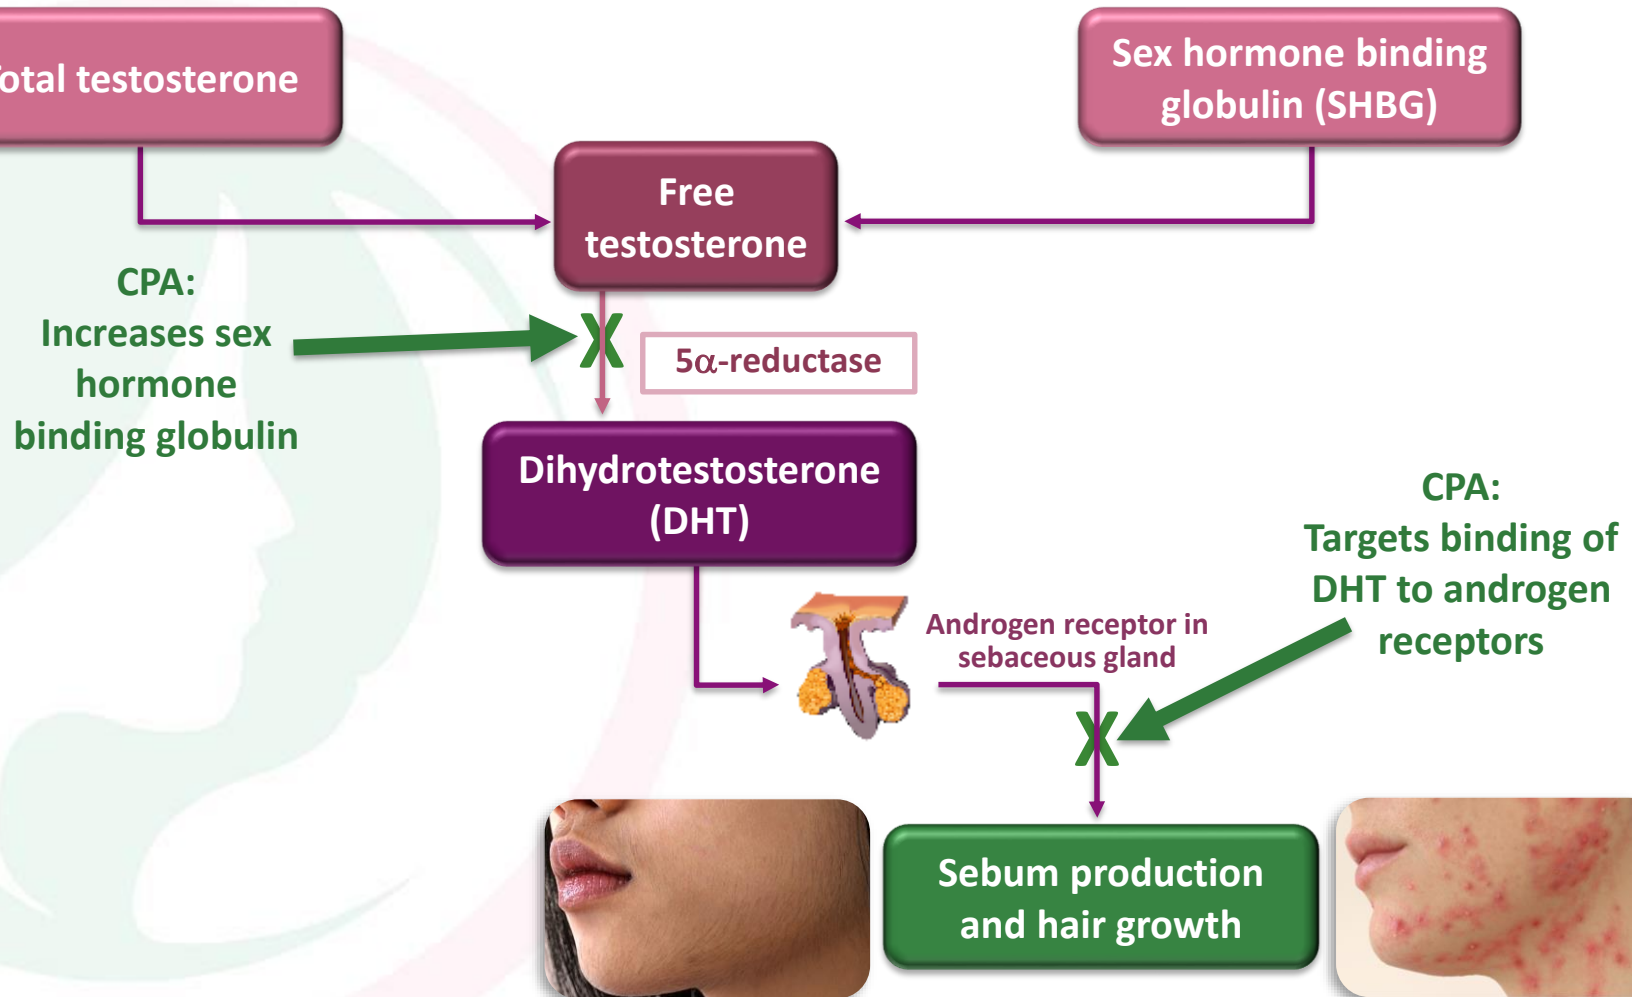 otal testosterone
Sex hormone binding
globulin (SHBG)
Free
testosterone
CPA:
Increases sex
hormone
binding globulin
X
5α-reductase
Dihydrotestosterone
(DHT)
CPA:
Targets binding of
DHT to androgen
receptors
Androgen receptor in
sebaceous gland
X
Sebum production
and hair growth